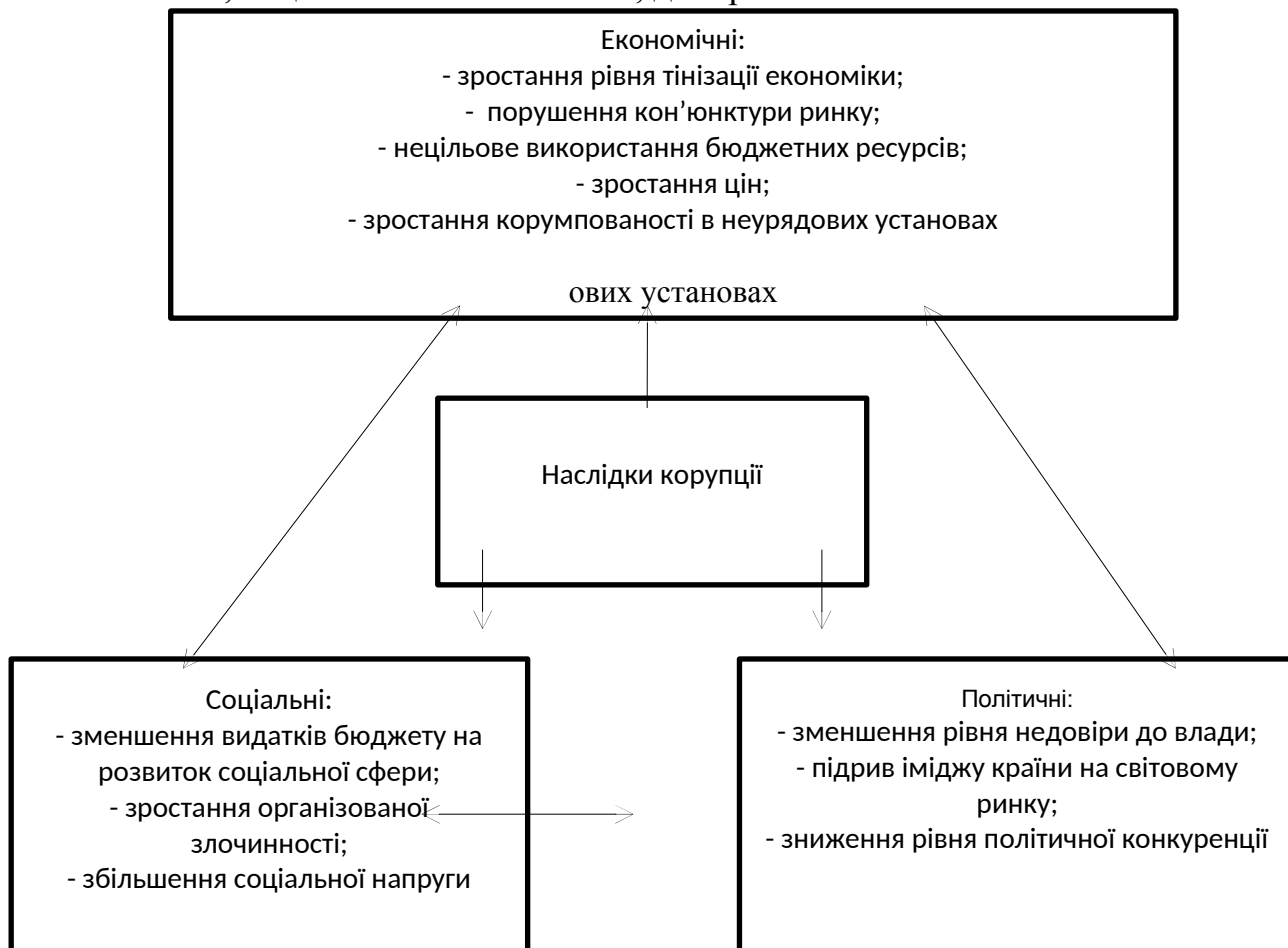 Економічні:
- зростання рівня тінізації економіки;
- порушення кон’юнктури ринку;
- нецільове використання бюджетних ресурсів;
- зростання цін;
- зростання корумпованості в неурядових установах
ових установах
Наслідки корупції
Соціальні:
- зменшення видатків бюджету на
розвиток соціальної сфери;
- зростання організованої
злочинності;
- збільшення соціальної напруги
Політичні:
- зменшення рівня недовіри до влади;
- підрив іміджу країни на світовому
ринку;
- зниження рівня політичної конкуренції